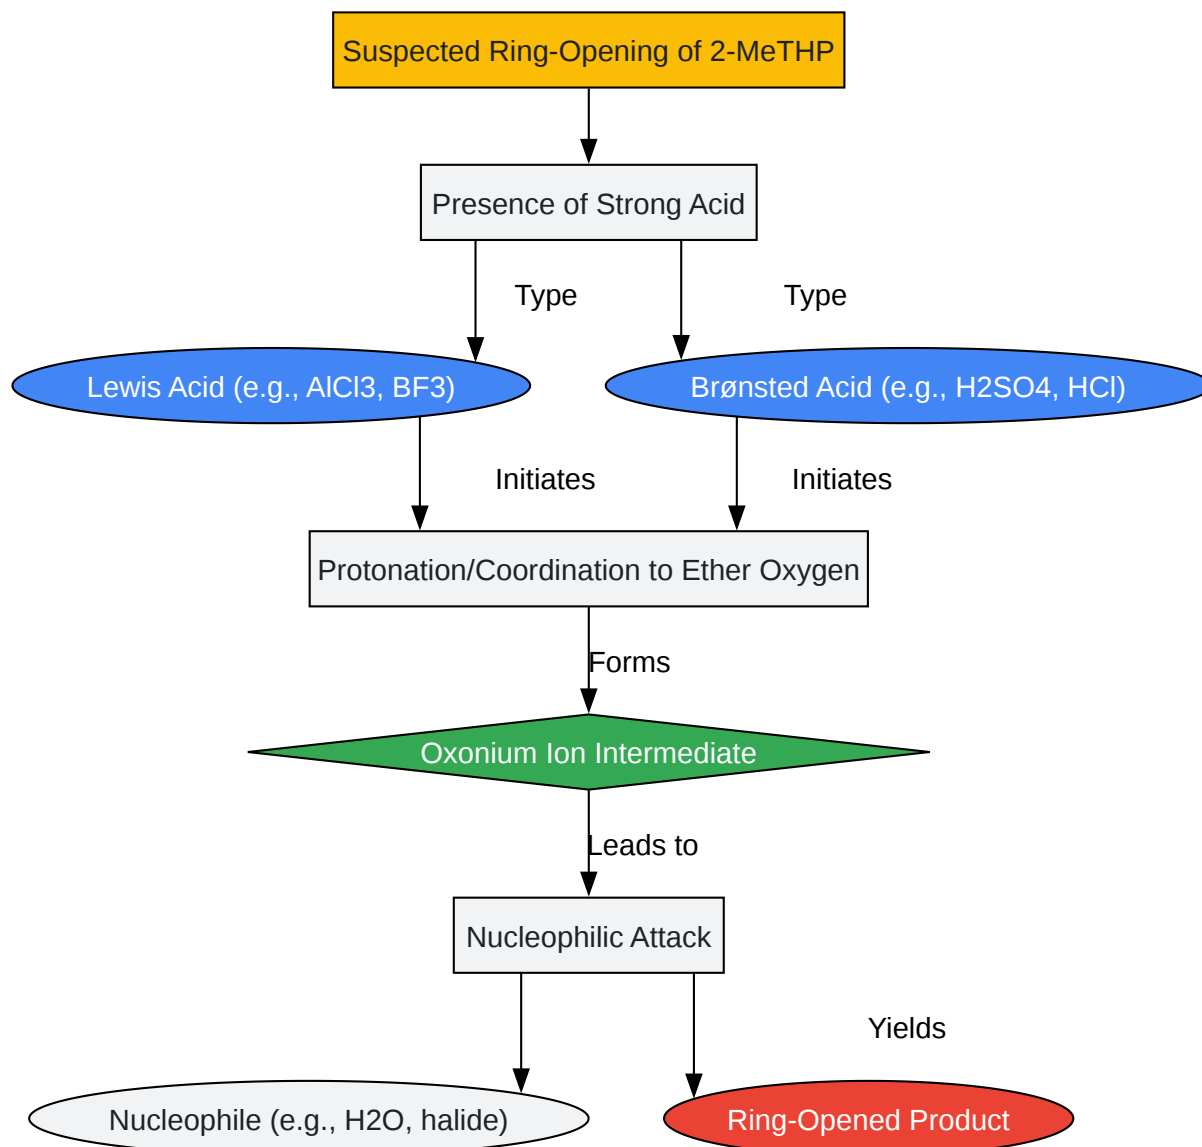 Suspected Ring-Opening of 2-MeTHP
Presence of Strong Acid
Type
Type
Lewis Acid (e.g., AlCl3, BF3)
Brønsted Acid (e.g., H2SO4, HCl)
Initiates
Initiates
Protonation/Coordination to Ether Oxygen
Forms
Oxonium Ion Intermediate
Leads to
Nucleophilic Attack
Yields
Nucleophile (e.g., H2O, halide)
Ring-Opened Product